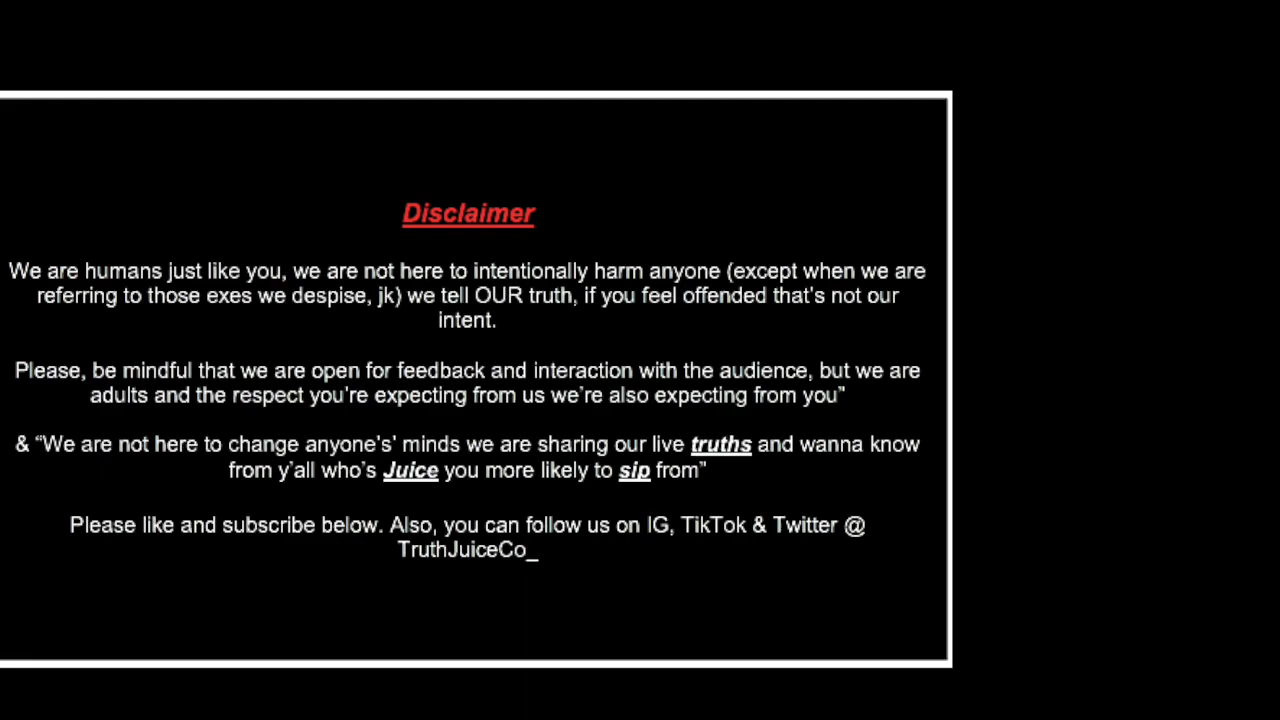 Disclaimer
We are humans just like you, we are not here to intentionally harm anyone (except when we are
referring to those exes we despise, jk) we tell OUR truth, if you feel offended that's not our
intent.
Please, be mindful that we are open for feedback and interaction with the audience, but we are
adults and the respect you're expecting from us we're also expecting from you”
& “We are not here to change anyone's' minds we are sharing our live truths and wanna know
from y'all who's Juice you more likely to sip from”
Please like and subscribe below. Also, you can follow us on IG, TikTok & Twitter @
TruthJuiceCo_